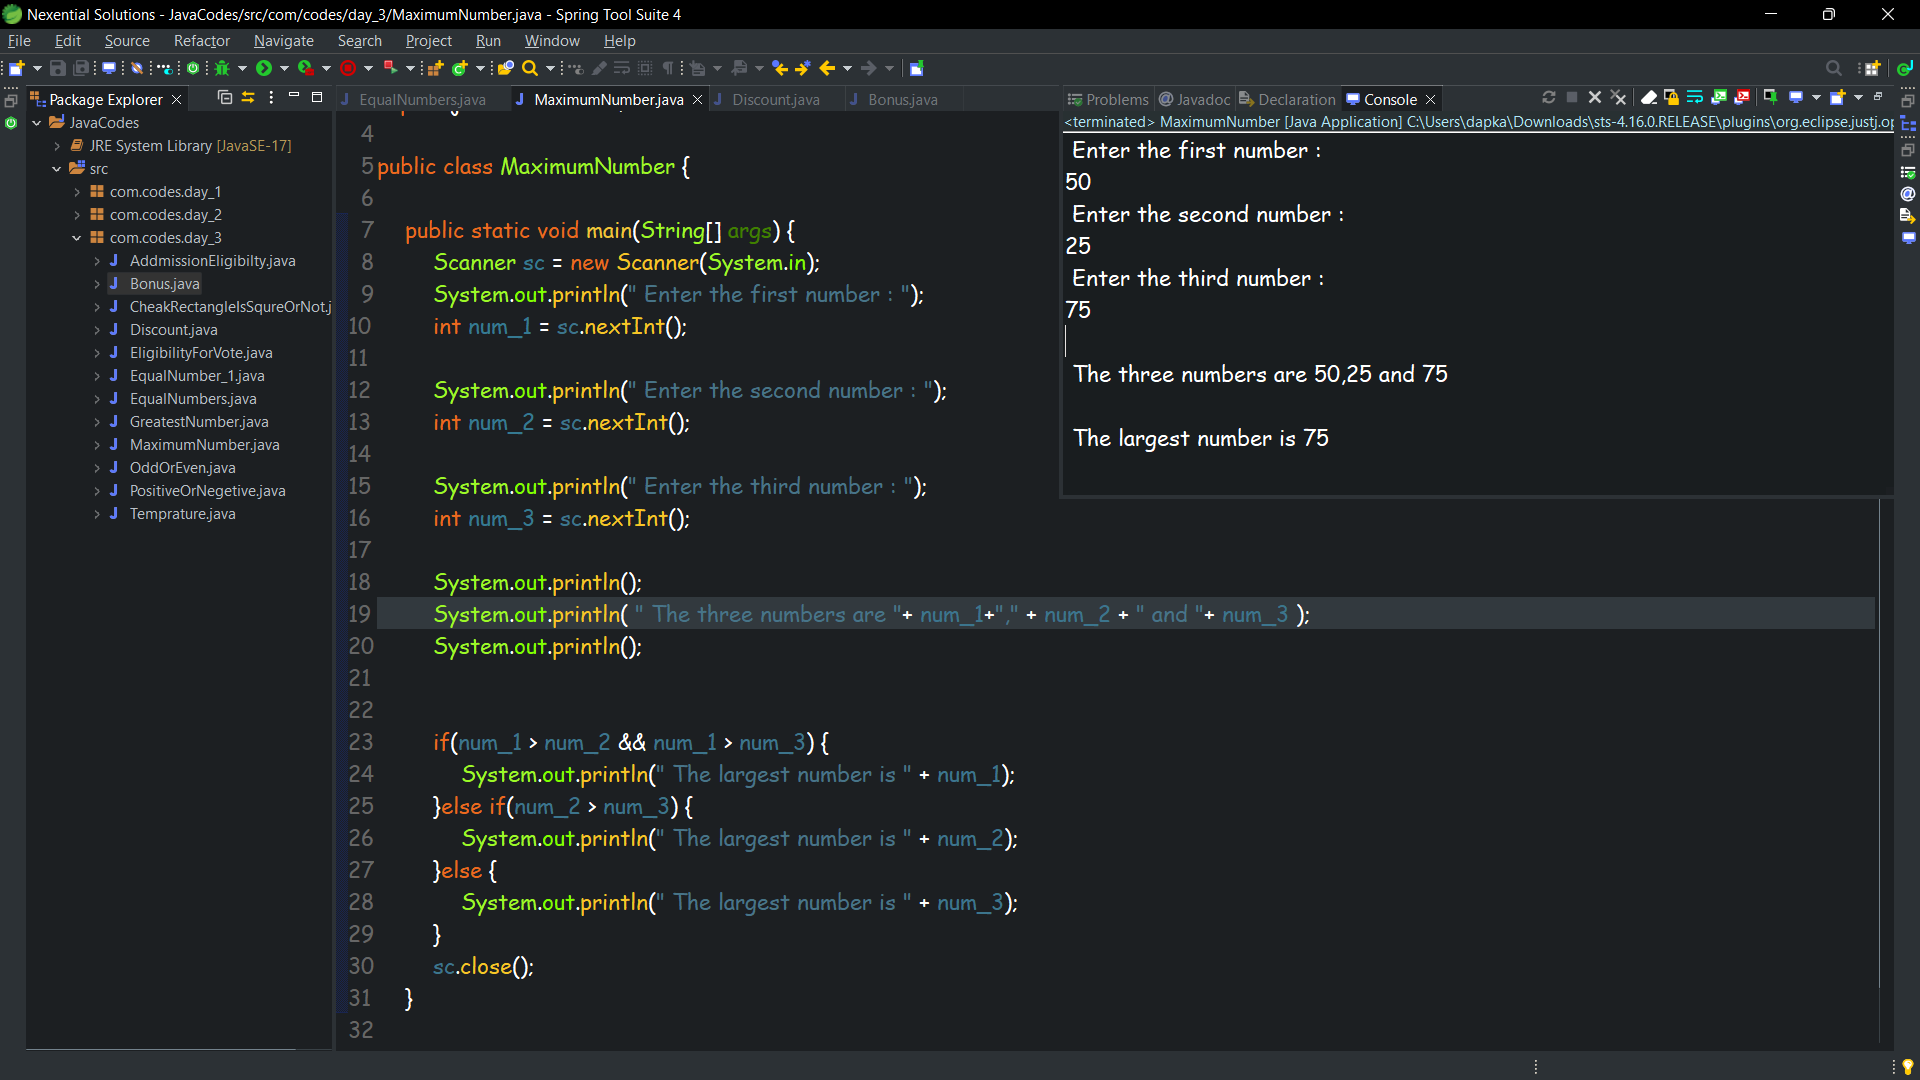 Nexential Solutions - JavaCodes/src/com/codes/day_3/MaximumNumber.java - Spring Tool Suite 4
File Edit Source Refactor Navigate Search Project Run Window Help
Package Explorer
JavaCodes
JRE System Library [JavaSE-17]
src
com.codes.day_1
com.codes.day_2
com.codes.day_3
AddmissionEligibilty.java
Bonus.java
CheakRectangleIsSqureOrNot.j
Discount.java
EligibilityForVote.java
EqualNumber_1.java
EqualNumbers.java
GreatestNumber.java
MaximumNumber.java
OddOrEven.java
PositiveOrNegetive.java
Temprature.java
EqualNumbers.java MaximumNumber.java Discount.java Bonus.java
4
5 public class MaximumNumber {
6
7 public static void main(String[] args) {
8 Scanner sc = new Scanner(System.in);
9 System.out.println(" Enter the first number : ");
10 int num_1 = sc.nextInt();
11
12 System.out.println(" Enter the second number : ");
13 int num_2 = sc.nextInt();
14
15 System.out.println(" Enter the third number : ");
16 int num_3 = sc.nextInt();
17
18 System.out.println();
19 System.out.println( " The three numbers are "+ num_1+"," + num_2 + " and "+ num_3 );
20 System.out.println();
21
22
23 if(num_1 > num_2 && num_1 > num_3) {
24 System.out.println(" The largest number is " + num_1);
25 }else if(num_2 > num_3) {
26 System.out.println(" The largest number is " + num_2);
27 }else {
28 System.out.println(" The largest number is " + num_3);
29 }
30 sc.close();
31 }
32
Problems Javadoc Declaration Console
<terminated> MaximumNumber [Java Application] C:\Users\dapka\Downloads\sts-4.16.0.RELEASE\plugins\org.eclipse.justj.op
Enter the first number :
50
Enter the second number :
25
Enter the third number :
75
The three numbers are 50,25 and 75
The largest number is 75